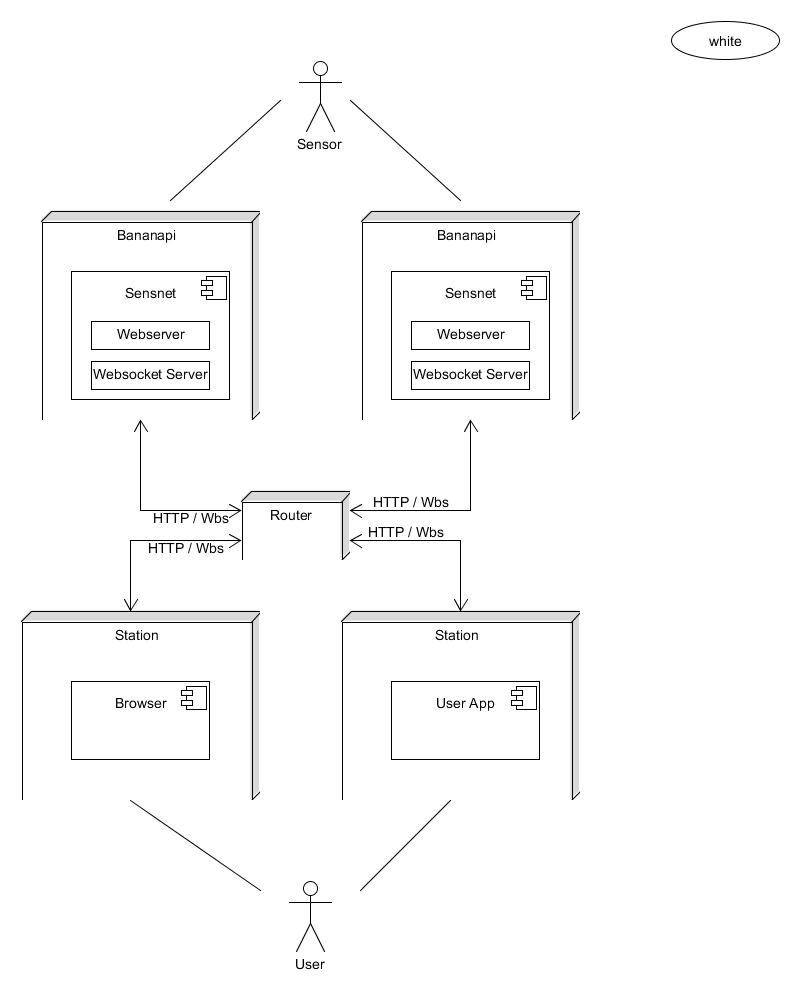 white
Sensor
Bananapi
Bananapi
Sensnet
Sensnet
Webserver
Webserver
Websocket Server
Websocket Server
HTTP / Wbs
Router
HTTP / Wbs
HTTP / Wbs
HTTP / Wbs
Station
Station
Browser
User App
User